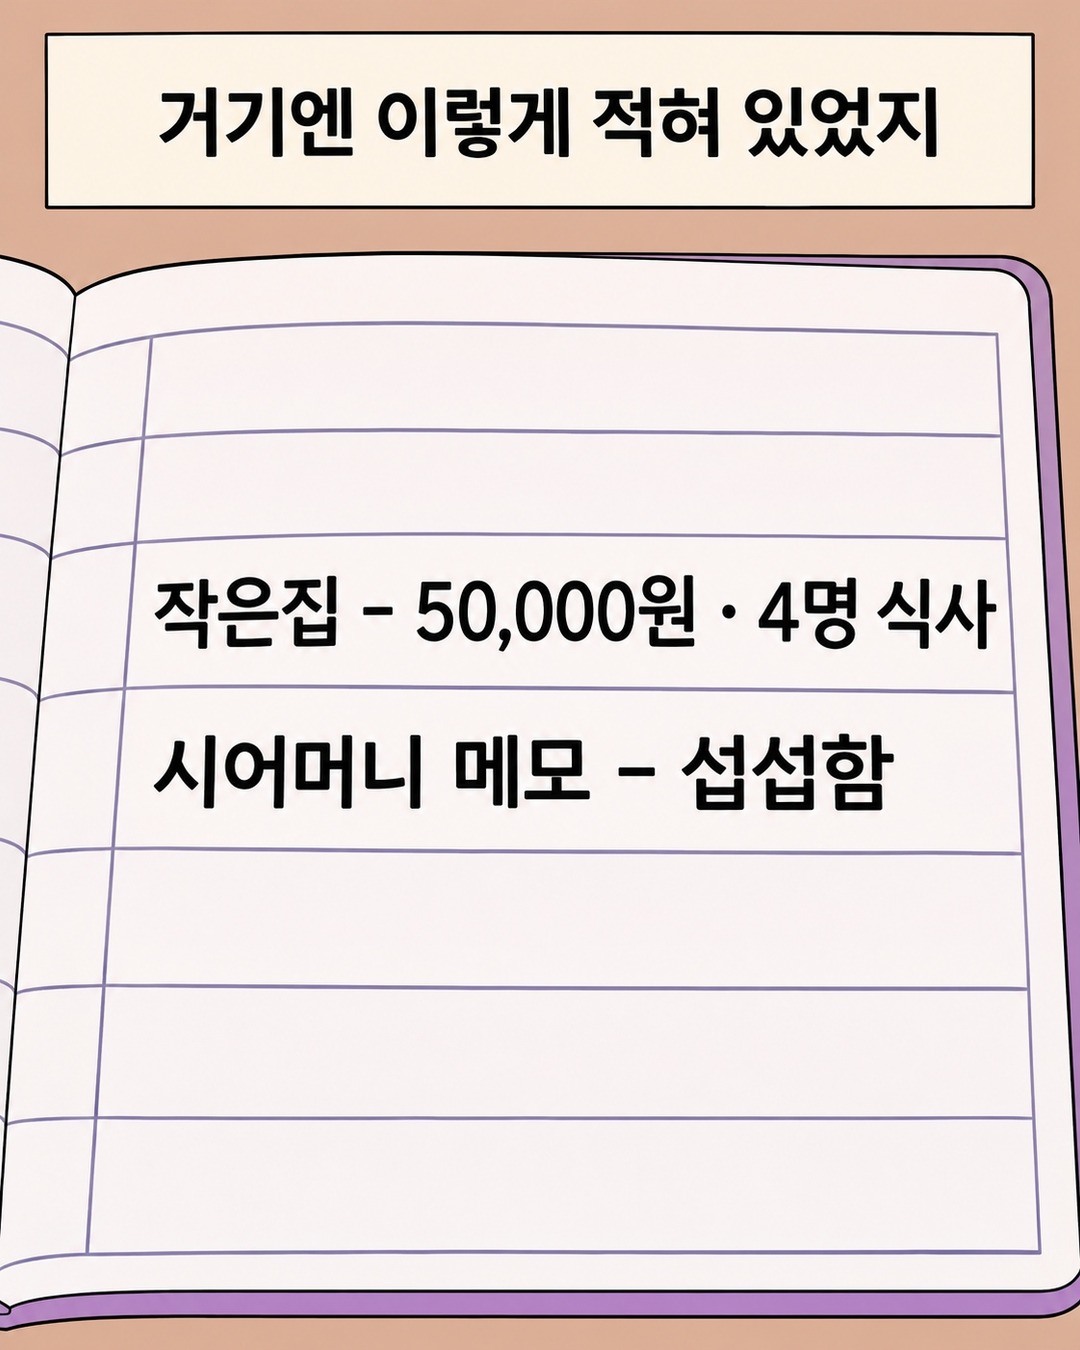 거기엔 이렇게 적혀 있었지
작은집 - 50,000원 · 4명 식사
시어머니 메모 - 섭섭함